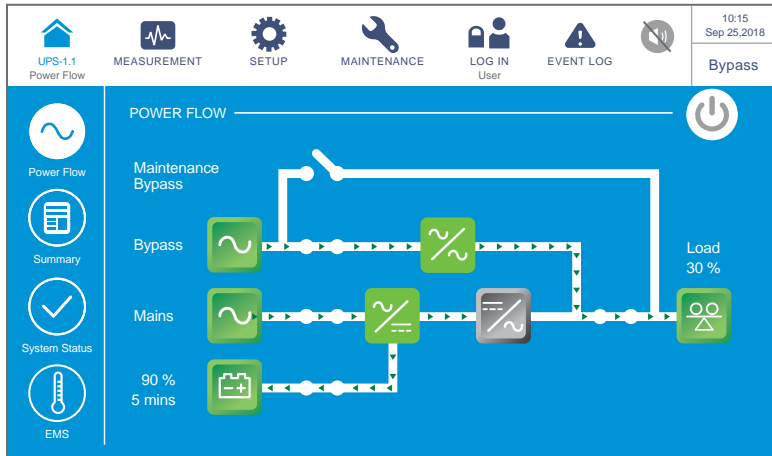 UPS-1.1
Power Flow
MEASUREMENT
SETUP
MAINTENANCE
LOG IN
User
EVENT LOG
10:15
Sep 25,2018
Bypass
Power Flow
Summary
System Status
EMS
POWER FLOW
Maintenance
Bypass
Bypass
Mains
90 %
5 mins
Load
30 %